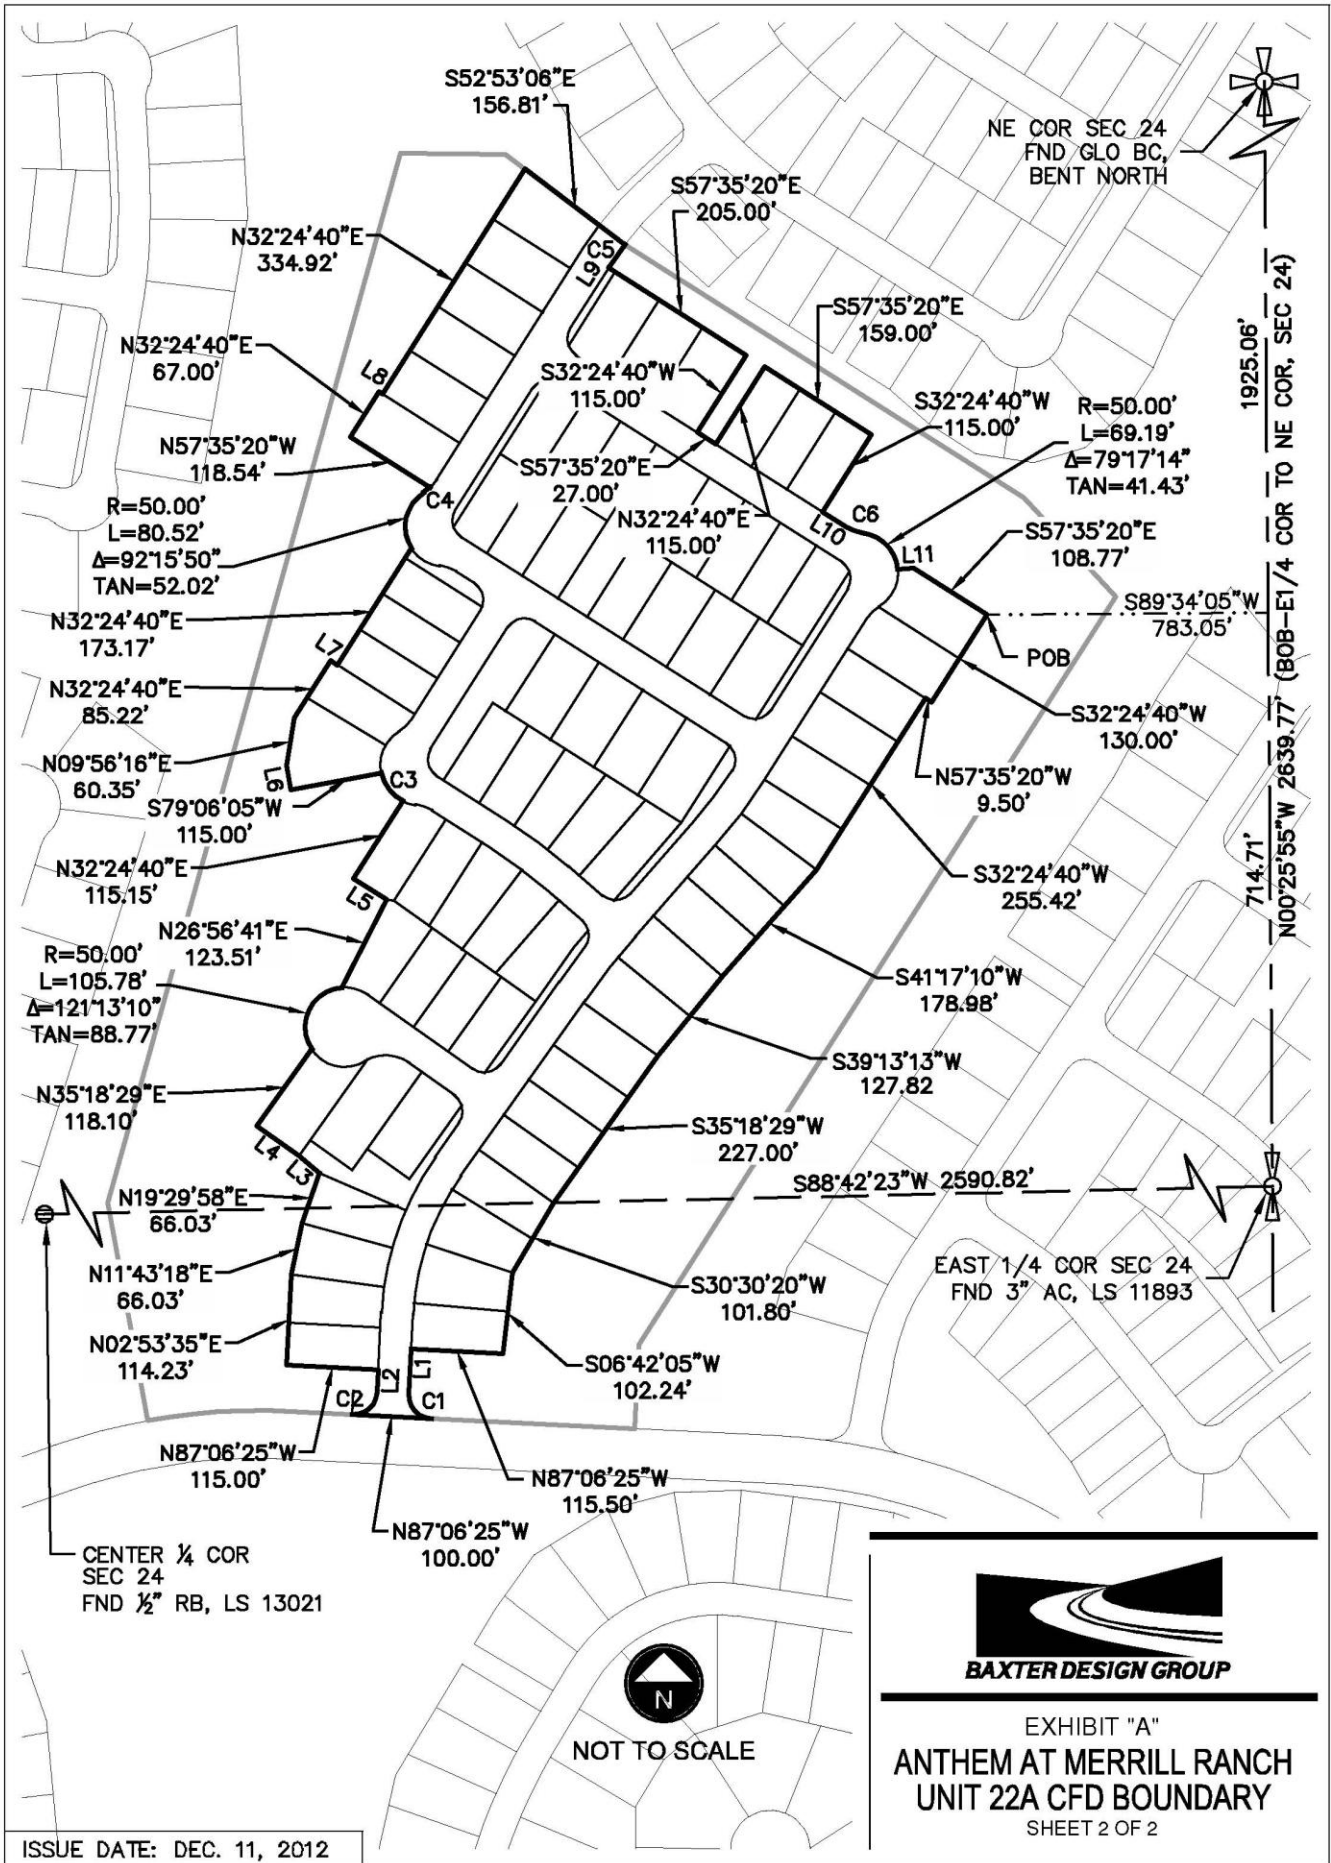 S52°53'06"E
156.81'
NE COR SEC 24
FND GLO BC,
BENT NORTH
S57°35'20"E
205.00'
N32°24'40"E
334.92'
C5
L9
S57°35'20"E
159.00'
N32°24'40"E
67.00'
L8
S32°24'40"W
115.00'
S32°24'40"W
115.00'
R=50.00'
L=69.19'
Δ=79°17'14"
TAN=41.43'
1925.06'
N00°25'55"W 2639.77' (BOB-E1/4 COR TO NE COR, SEC 24)
714.71'
N57°35'20"W
118.54'
S57°35'20"E
27.00'
N32°24'40"E
115.00'
C4
R=50.00'
L=80.52'
Δ=92°15'50"
TAN=52.02'
L10
C6
L11
S57°35'20"E
108.77'
S89°34'05"W
783.05'
POB
N32°24'40"E
173.17'
L7
N32°24'40"E
85.22'
S32°24'40"W
130.00'
N09°56'16"E
60.35'
L6
C3
N57°35'20"W
9.50'
S79°06'05"W
115.00'
N32°24'40"E
115.15'
L5
S32°24'40"W
255.42'
N26°56'41"E
123.51'
R=50.00'
L=105.78'
Δ=121°13'10"
TAN=88.77'
S41°17'10"W
178.98'
S39°13'13"W
127.82
N35°18'29"E
118.10'
L4
L3
S35°18'29"W
227.00'
S88°42'23"W 2590.82'
N19°29'58"E
66.03'
N11°43'18"E
66.03'
EAST 1/4 COR SEC 24
FND 3" AC, LS 11893
S30°30'20"W
101.80'
N02°53'35"E
114.23'
S06°42'05"W
102.24'
L2
L1
C2
C1
N87°06'25"W
115.00'
N87°06'25"W
115.50'
N87°06'25"W
100.00'
CENTER ¼ COR
SEC 24
FND ½" RB, LS 13021
N
NOT TO SCALE
BAXTER DESIGN GROUP
EXHIBIT "A"
ANTHEM AT MERRILL RANCH
UNIT 22A CFD BOUNDARY
SHEET 2 OF 2
ISSUE DATE: DEC. 11, 2012